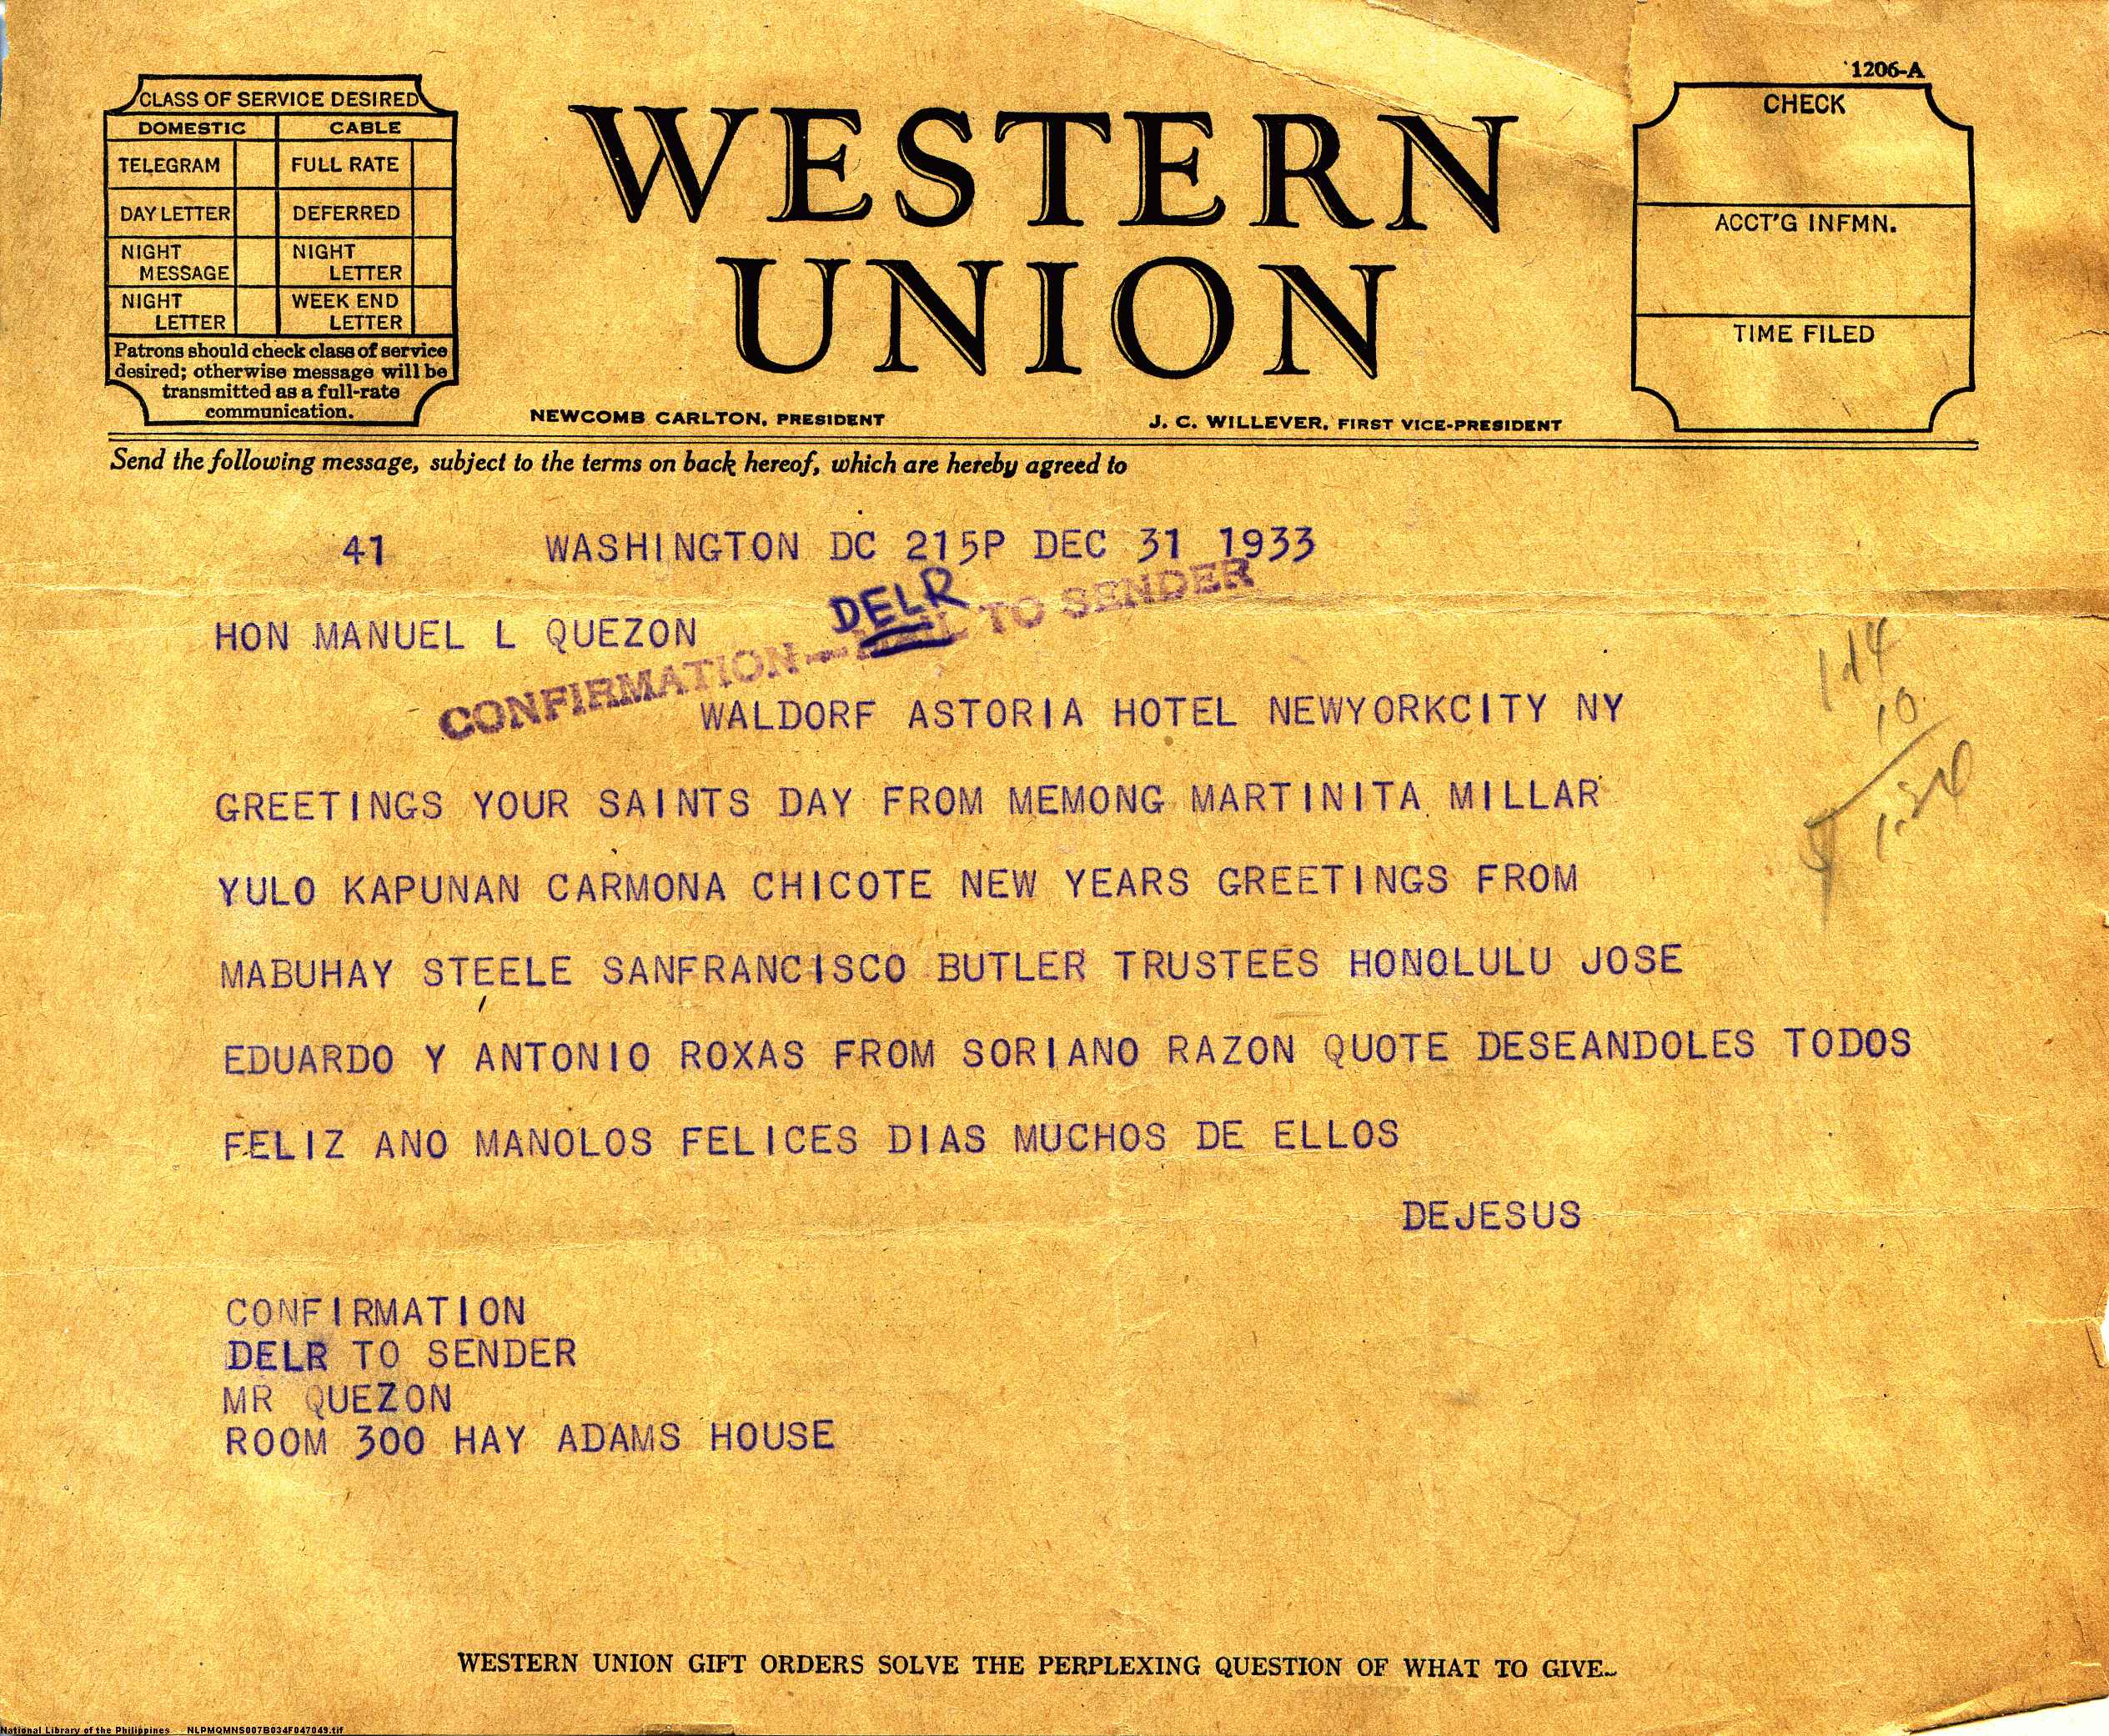 1206-A
CLASS OF SERVICE DESIRED
DOMESTIC CABLE
TELEGRAM FULL RATE
DAY LETTER DEFERRED
NIGHT MESSAGE NIGHT LETTER
NIGHT LETTER WEEK END LETTER
Patrons should check class of service
desired; otherwise message will be
transmitted as a full-rate
communication.
WESTERN
UNION
NEWCOMB CARLTON, PRESIDENT J. C. WILLEVER, FIRST VICE-PRESIDENT
CHECK
ACCT'G INFMN.
TIME FILED
Send the following message, subject to the terms on back hereof, which are hereby agreed to
41 WASHINGTON DC 215P DEC 31 1933
DELR
CONFIRMATION— TO SENDER
HON MANUEL L QUEZON
WALDORF ASTORIA HOTEL NEWYORKCITY NY
GREETINGS YOUR SAINTS DAY FROM MEMONG MARTINITA MILLAR
YULO KAPUNAN CARMONA CHICOTE NEW YEARS GREETINGS FROM
MABUHAY STEELE SANFRANCISCO BUTLER TRUSTEES HONOLULU JOSE
EDUARDO Y ANTONIO ROXAS FROM SORIANO RAZON QUOTE DESEANDOLES TODOS
FELIZ ANO MANOLOS FELICES DIAS MUCHOS DE ELLOS
DEJESUS
CONFIRMATION
DELR TO SENDER
MR QUEZON
ROOM 300 HAY ADAMS HOUSE
WESTERN UNION GIFT ORDERS SOLVE THE PERPLEXING QUESTION OF WHAT TO GIVE
National Library of the Philippines NLPMQMNS007B034F047049.tif